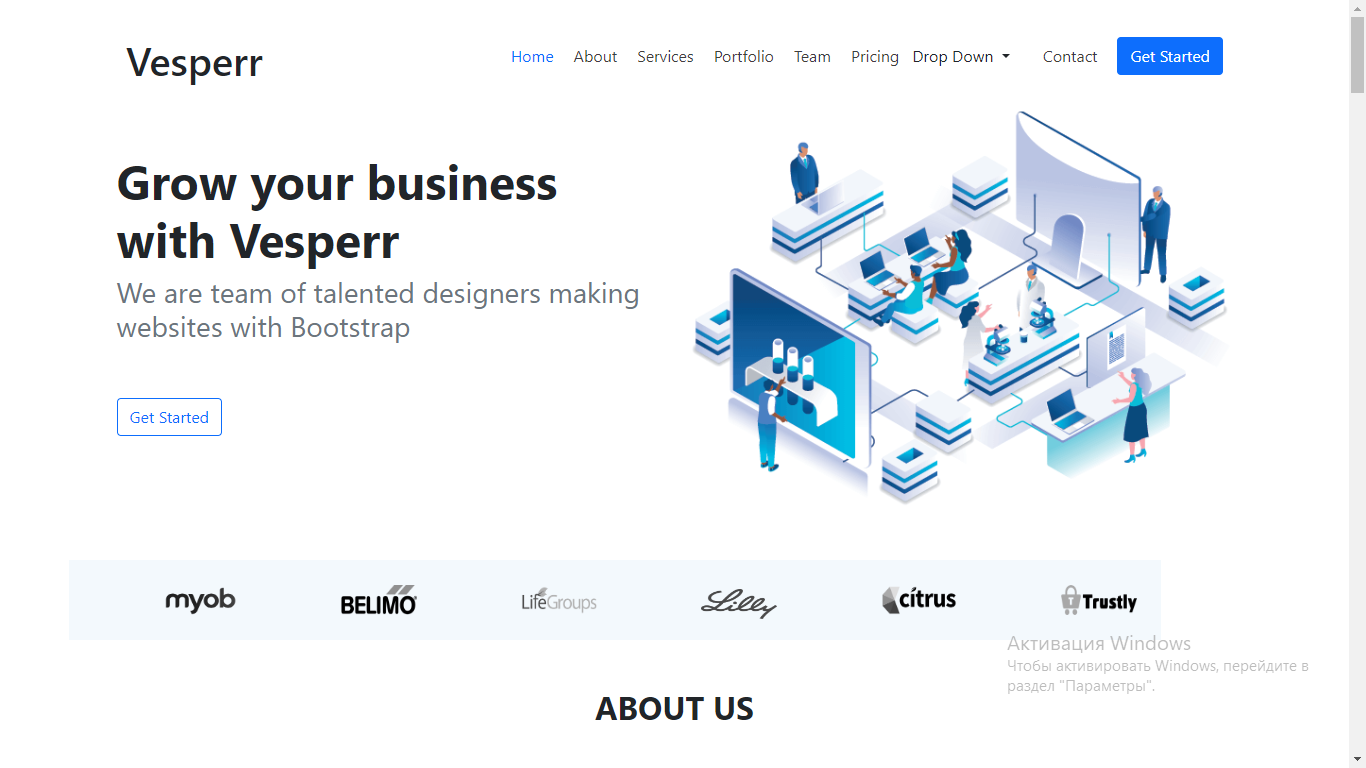 Vesperr
Home About Services Portfolio Team Pricing Drop Down Contact Get Started
Grow your business
with Vesperr
We are team of talented designers making
websites with Bootstrap
Get Started
myob BELIMO LifeGroups Lilly citrus Trustly
Активация Windows
Чтобы активировать Windows, перейдите в
раздел "Параметры".
ABOUT US